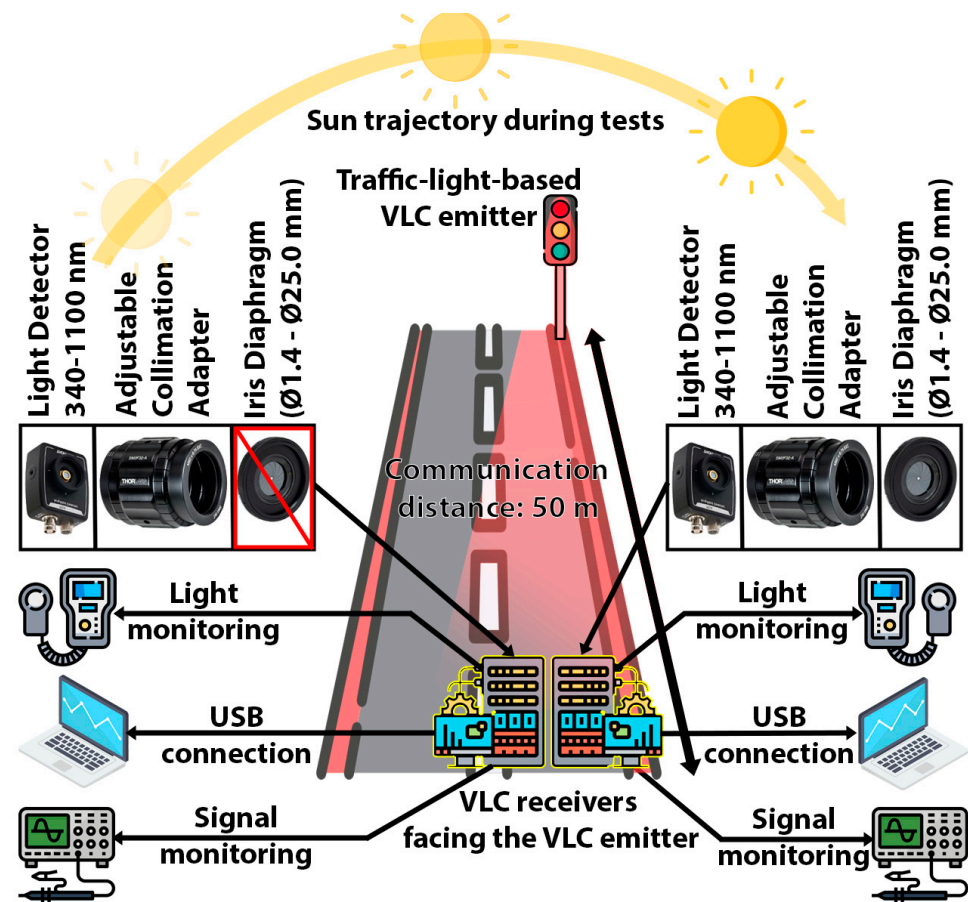 Sun trajectory during tests
Traffic-light-based
VLC emitter
Light Detector
340-1100 nm
Adjustable
Collimation
Adapter
Iris Diaphragm
(Ø1.4 - Ø25.0 mm)
Light Detector
340-1100 nm
Adjustable
Collimation
Adapter
Iris Diaphragm
(Ø1.4 - Ø25.0 mm)
Communication
distance: 50 m
Light
monitoring
Light
monitoring
USB
connection
USB
connection
VLC receivers
facing the VLC emitter
Signal
monitoring
Signal
monitoring